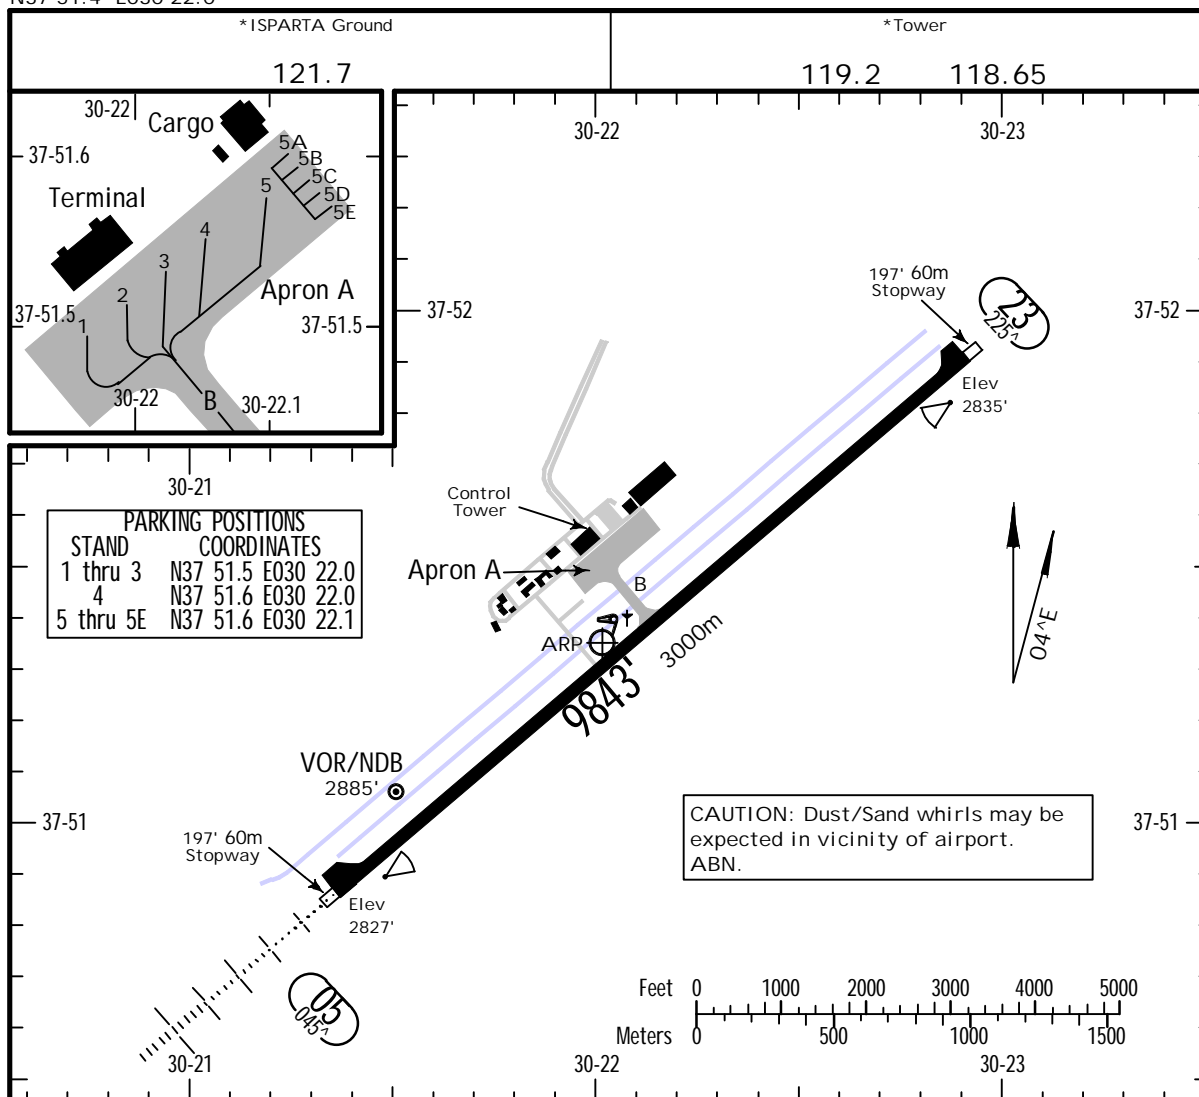 *ISPARTA Ground
*Tower
121.7
119.2 118.65
30-22
Cargo
37-51.6
5A
5B
5C
5D
5E
5
Terminal
4
3
2
1
Apron A
37-51.5
37-51.5
30-22
B
30-22.1
30-22
30-23
197' 60m
Stopway
23
225^
37-52
37-52
Elev
2835'
30-21
Control
Tower
PARKING POSITIONS
STAND COORDINATES
1 thru 3 N37 51.5 E030 22.0
4 N37 51.6 E030 22.0
5 thru 5E N37 51.6 E030 22.1
Apron A
B
ARP
3000m
9843'
04^E
VOR/NDB
2885'
37-51
37-51
CAUTION: Dust/Sand whirls may be
expected in vicinity of airport.
ABN.
197' 60m
Stopway
Elev
2827'
05
045^
Feet 0 1000 2000 3000 4000 5000
Meters 0 500 1000 1500
30-21
30-22
30-23